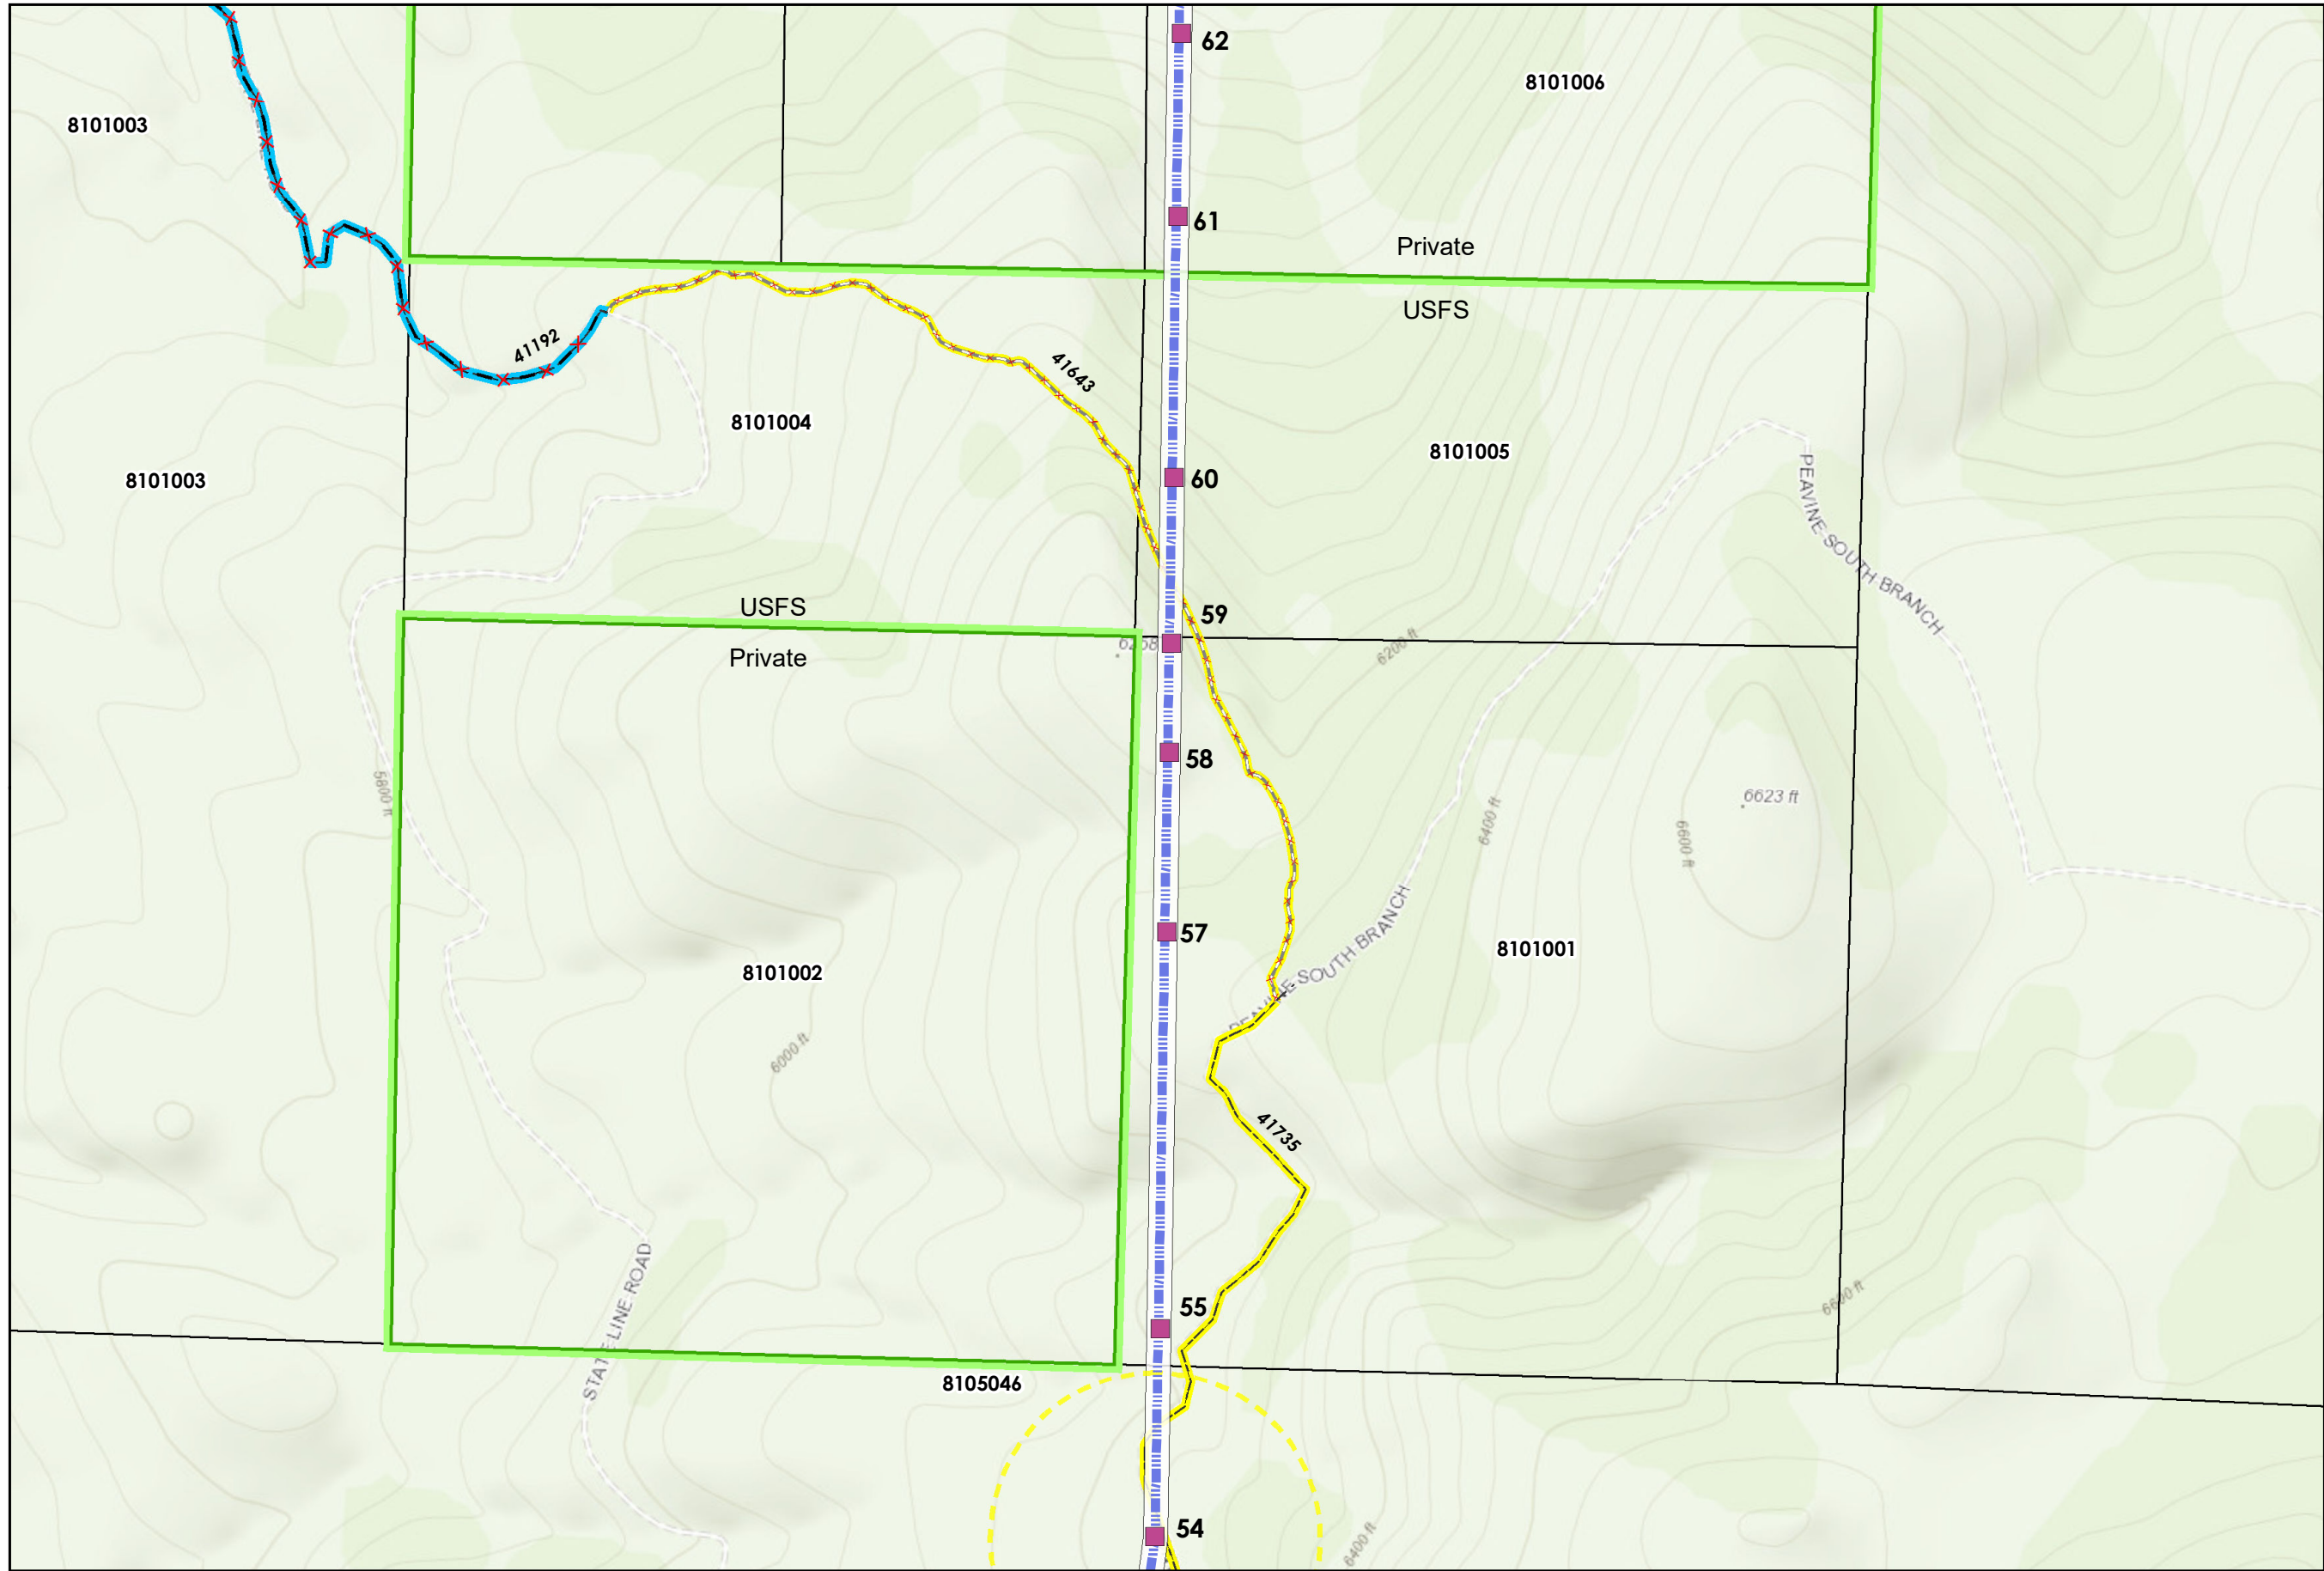 62
8101006
8101003
61
Private
USFS
41192
41643
8101004
8101005
8101003
60
PEAVINE SOUTH BRANCH
USFS
59
6258
6200 ft
Private
58
5800 ft
6623 ft
6400 ft
6600 ft
57
PEAVINE SOUTH BRANCH
8101001
8101002
6000 ft
41735
STATE LINE ROAD
55
6600 ft
8105046
54
6400 ft